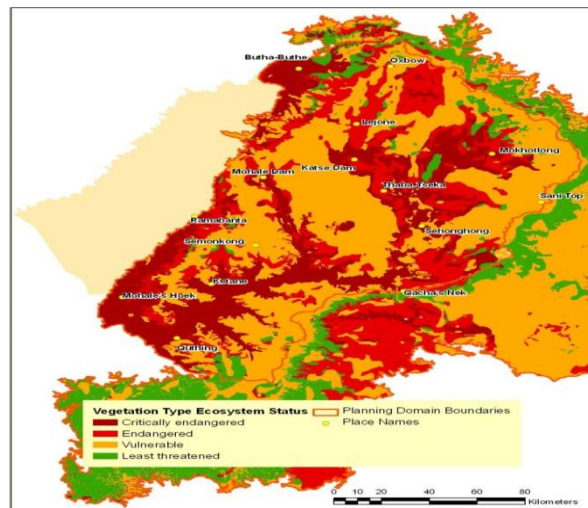 Butha-Buthe
Oxbow
Lejone
Mokhotlong
Katse Dam
Mohale Dam
Thaba-Tseka
Sani Top
Ramabanta
Sehonghong
Semonkong
Ketane
Qacha's Nek
Mohale's Hoek
Quthing
Vegetation Type Ecosystem Status
Planning Domain Boundaries
Critically endangered
Place Names
Endangered
Vulnerable
Least threatened
0 10 20 40 60 80
Kilometers